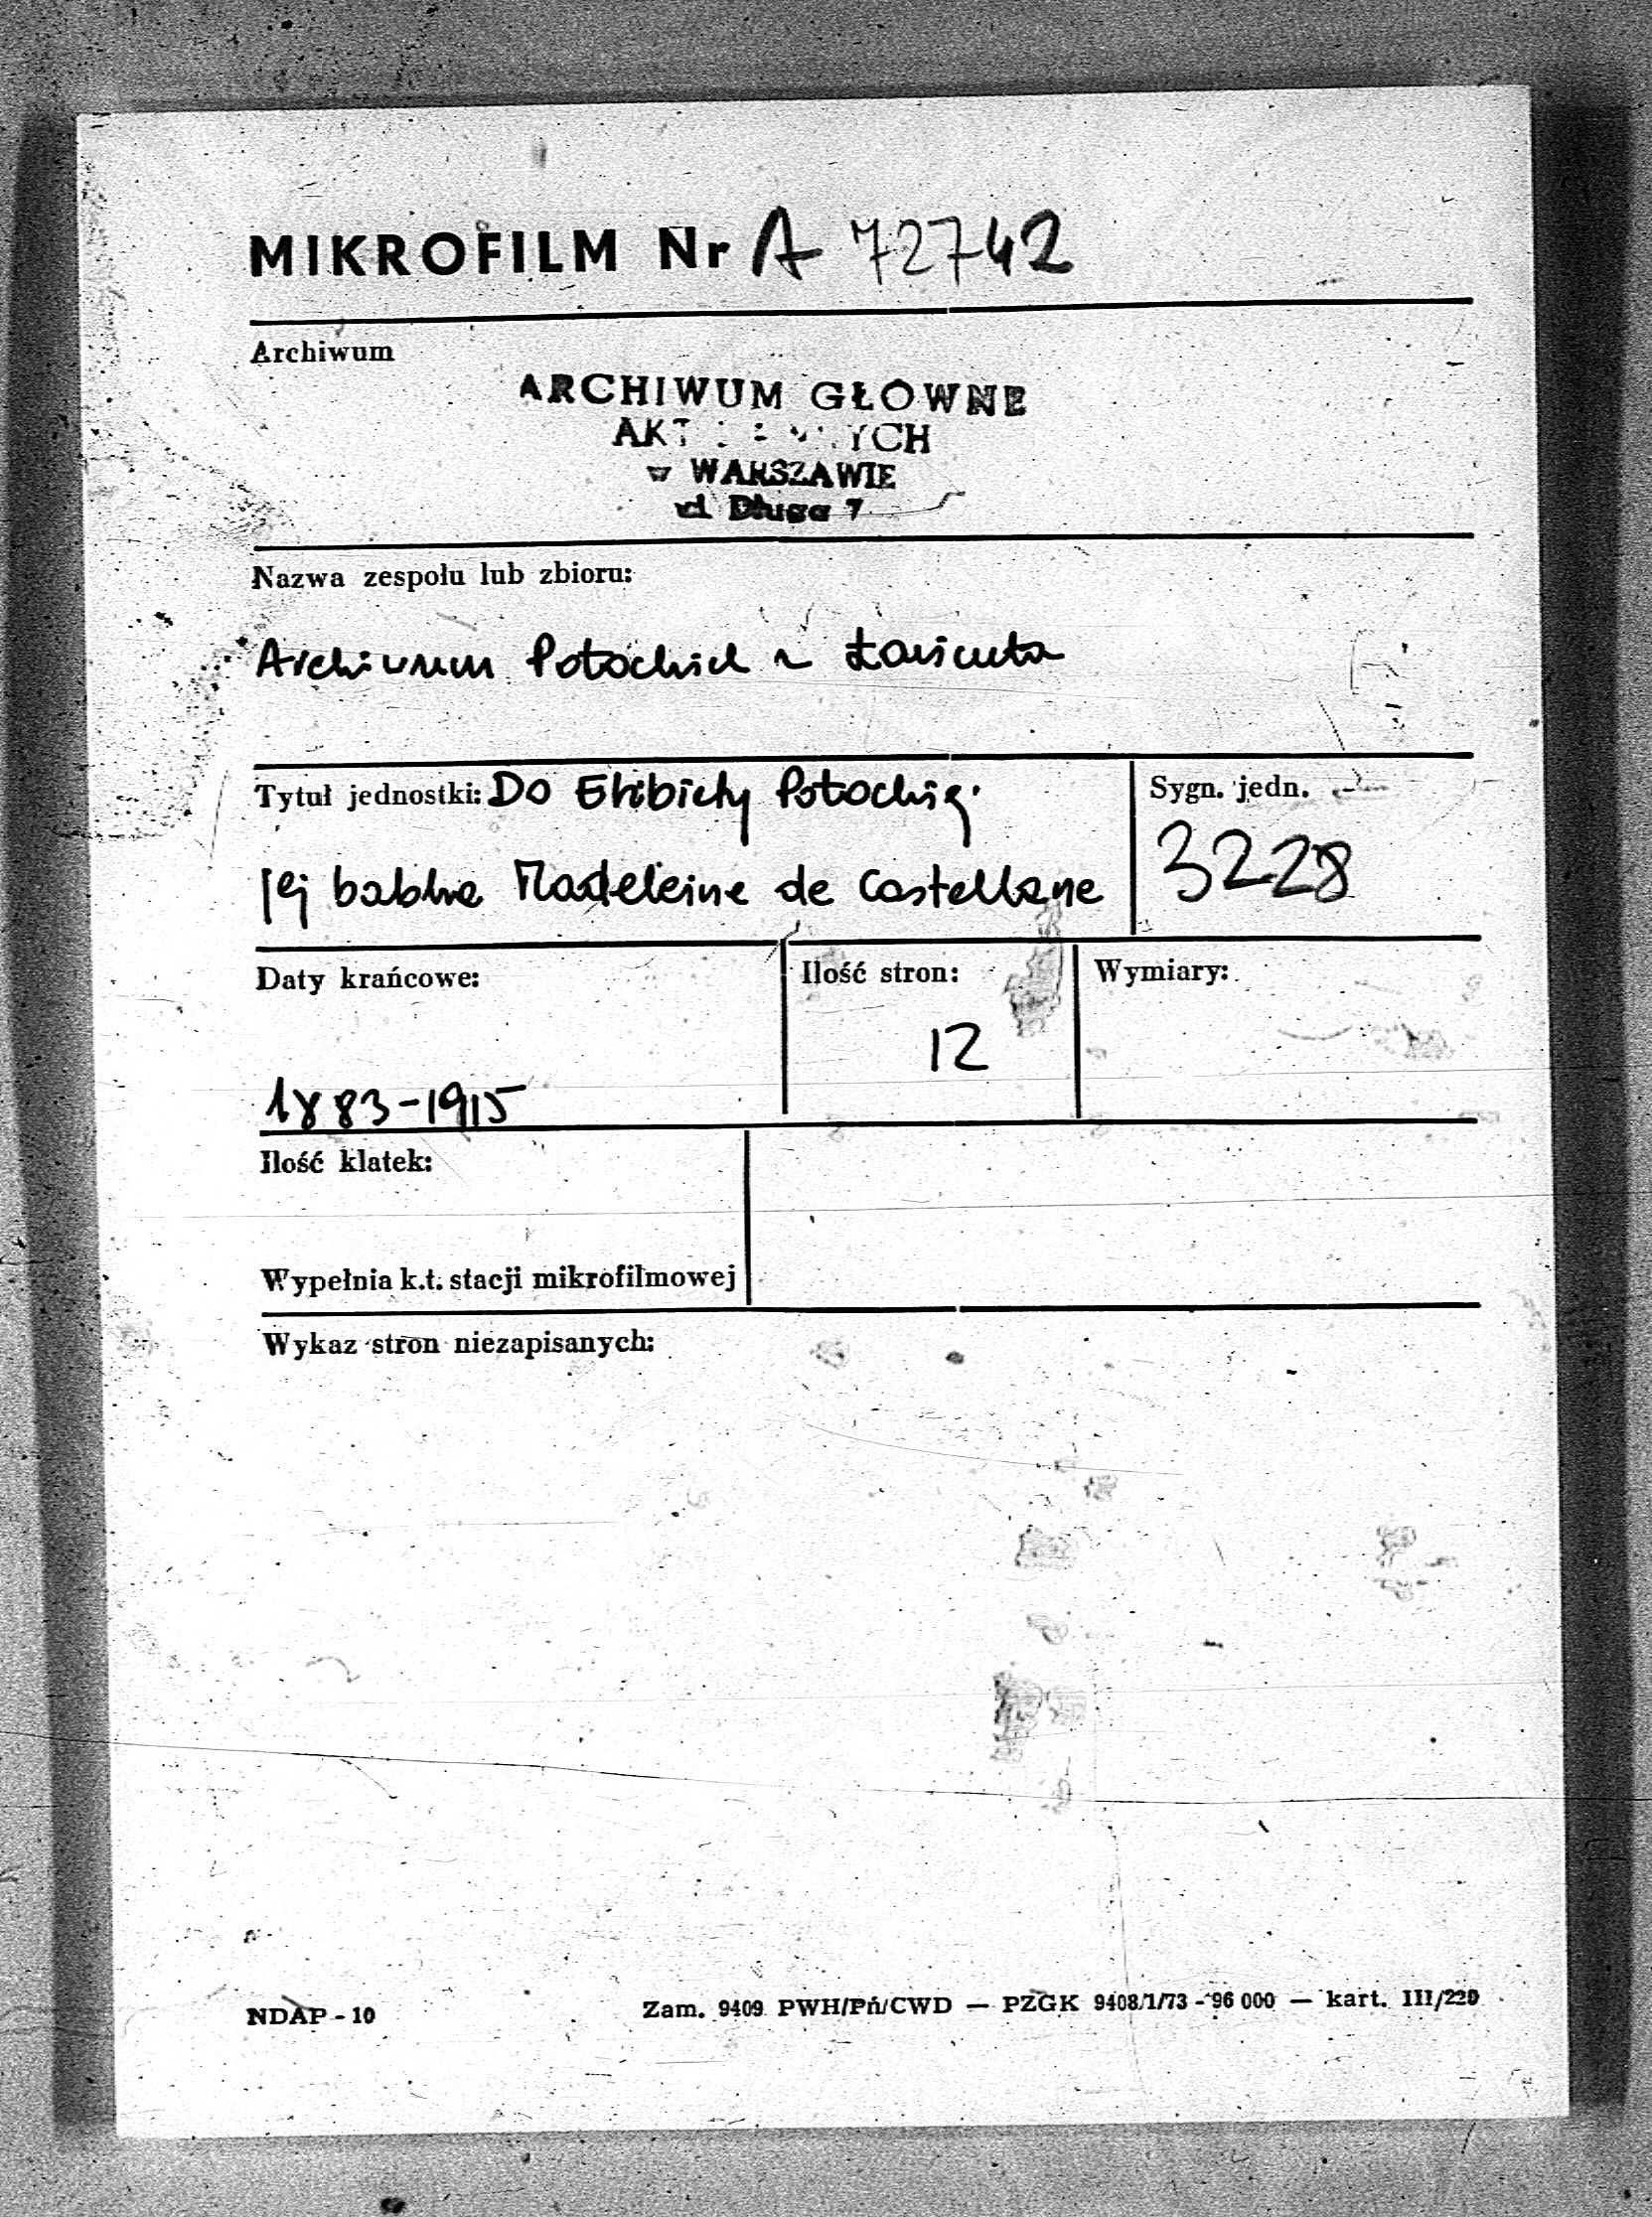 MIKROFILM Nr A 72742
Archiwum
ARCHIWUM GŁOWNE
AKT YCH
w WARSZAWIE
ul Długa 7
Nazwa zespołu lub zbioru:
Archiwum Potockich z Łańcuta
Tytuł jednostki: Do Elżbiety Potockiej
Sygn. jedn.
jej babka Madeleine de Castellane
3228
Daty krańcowe:
Ilość stron:
Wymiary:
12
1883-1915
Ilość klatek:
Wypełnia k.t. stacji mikrofilmowej
Wykaz stron niezapisanych:
NDAP - 10
Zam. 9409 PWH/Pń/CWD — PZGK 9408/1/73 - 96 000 — kart. III/220